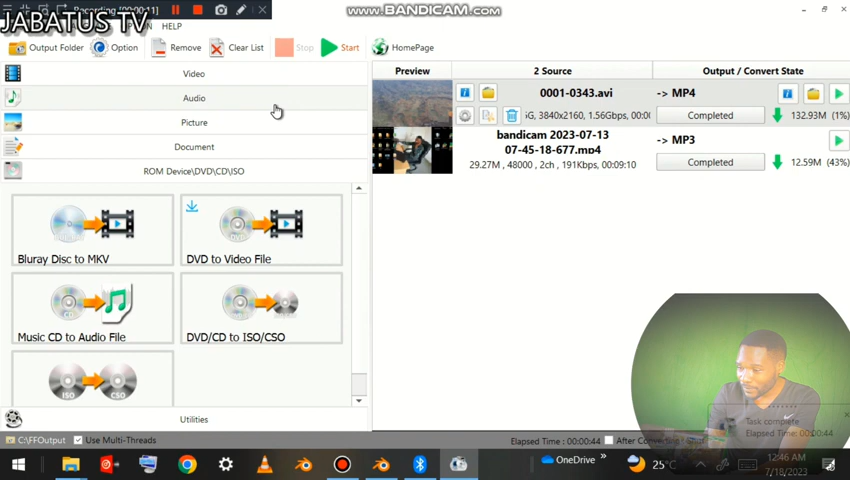 Recording [00:00:11]
www.BANDICAM.com
JABATUS TV
HELP
Output Folder
Option
Remove
Clear List
Stop
Start
HomePage
Video
Preview
2 Source
Output / Convert State
Audio
0001-0343.avi
-> MP4
3840x2160, 1.56Gbps, 00:00
Completed
132.93M (1%)
Picture
Document
bandicam 2023-07-13
07-45-18-677.mp4
-> MP3
29.27M, 48000 , 2ch , 191Kbps, 00:09:10
Completed
12.59M (43%)
ROM Device\DVD\CD\ISO
Bluray Disc to MKV
DVD
DVD to Video File
Music CD to Audio File
DVD/CD to ISO/CSO
ISO
CSO
Utilities
Task complete
Elapsed Time: 00:00:44
C:\FFOutput
Use Multi-Threads
Elapsed Time : 00:00:44
After Converting
OneDrive
25°C
12:46 AM
7/18/2023